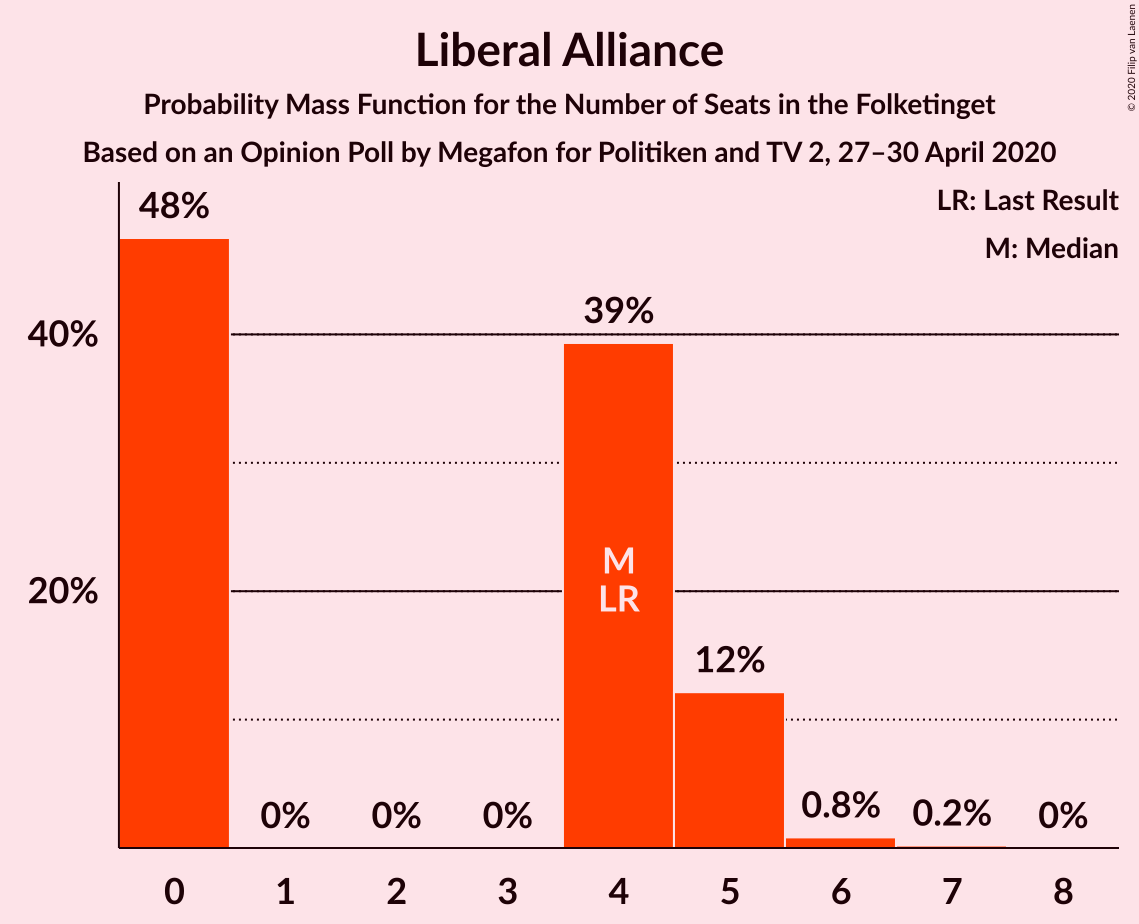 Liberal Alliance
Probability Mass Function for the Number of Seats in the Folketinget
Based on an Opinion Poll by Megafon for Politiken and TV 2, 27–30 April 2020
© 2020 Filip van Laenen
LR: Last Result
M: Median
48%
39%
40%
M
LR
20%
12%
0%
0%
0%
0.8%
0.2%
0%
0
1
2
3
4
5
6
7
8